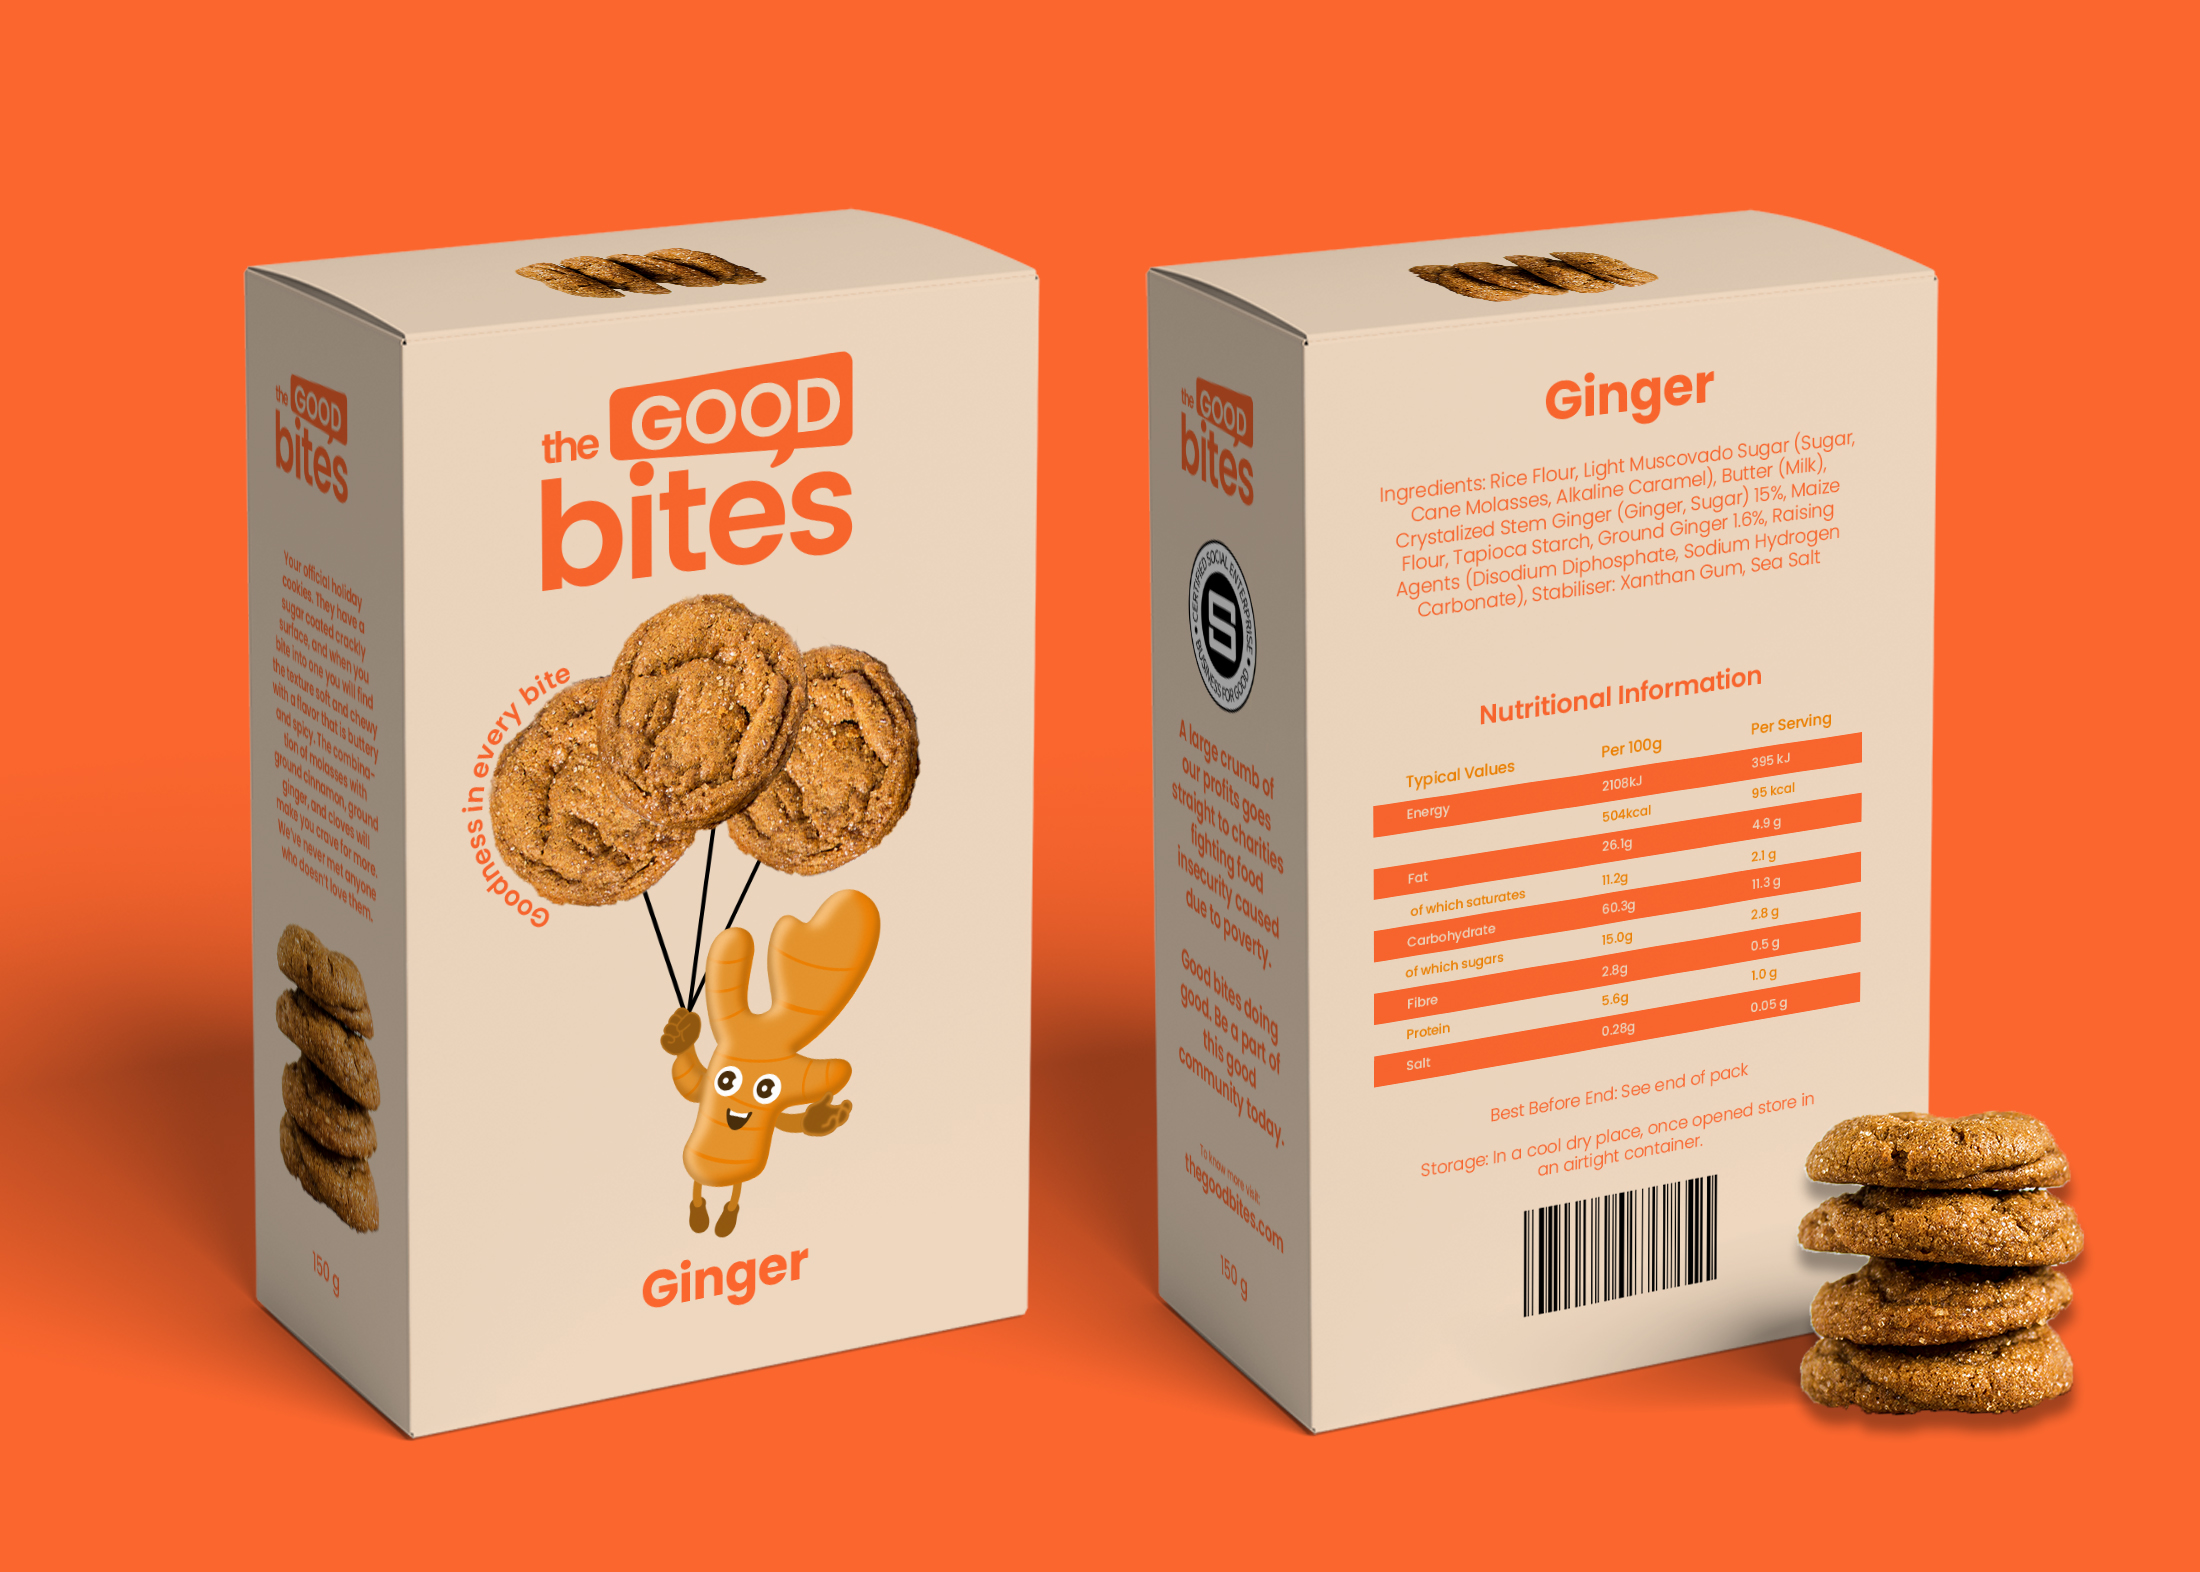 the GOOD
bites
Your official holiday
cookies. They have a
sugar coated crackly
surface, and when you
bite into one you will find
the texture soft and chewy
with a flavor that is buttery
and spicy. The combina-
tion of molasses with
ground cinnamon, ground
ginger, and cloves will
make you crave for more.
We've never met anyone
who doesn't love them.
150 g
the GOOD
bites
Goodness in every bite
Ginger
the GOOD
bites
CERTIFIED SOCIAL ENTERPRISE
• BUSINESS FOR GOOD •
S
A large crumb of
our profits goes
straight to charities
fighting food
insecurity caused
due to poverty.
Good bites doing
good. Be a part of
this good
community today.
To know more visit:
thegoodbites.com
150 g
Ginger
Ingredients: Rice Flour, Light Muscovado Sugar (Sugar,
Cane Molasses, Alkaline Caramel), Butter (Milk),
Crystalized Stem Ginger (Ginger, Sugar) 15%, Maize
Flour, Tapioca Starch, Ground Ginger 1.6%, Raising
Agents (Disodium Diphosphate, Sodium Hydrogen
Carbonate), Stabiliser: Xanthan Gum, Sea Salt
Nutritional Information
Typical Values Per 100g Per Serving
Energy 2108kJ 395 kJ
504kcal 95 kcal
Fat 26.1g 4.9 g
of which saturates 11.2g 2.1 g
Carbohydrate 60.3g 11.3 g
of which sugars 15.0g 2.8 g
Fibre 2.8g 0.5 g
Protein 5.6g 1.0 g
Salt 0.28g 0.05 g
Best Before End: See end of pack
Storage: In a cool dry place, once opened store in
an airtight container.